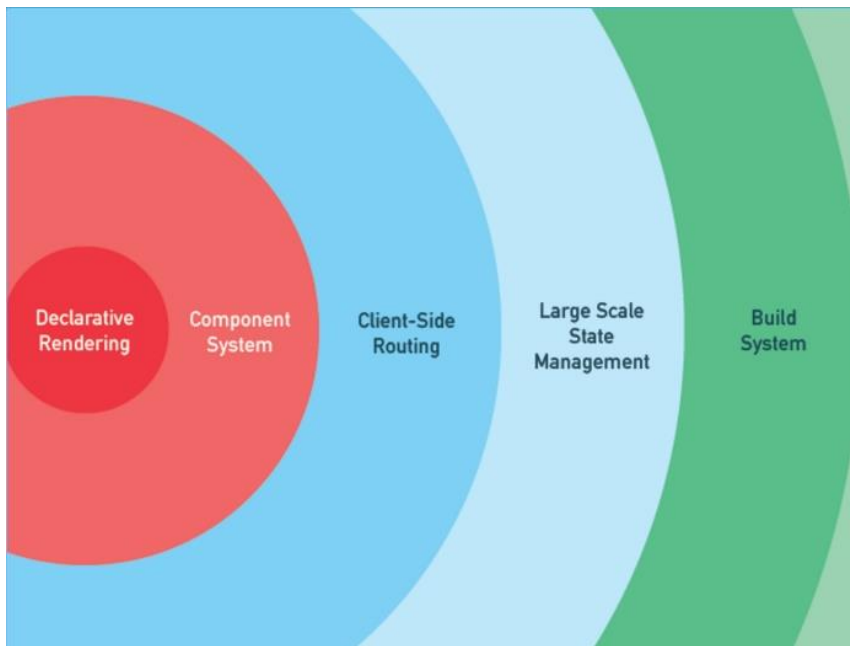 Declarative
Rendering
Component
System
Client-Side
Routing
Large Scale
State
Management
Build
System